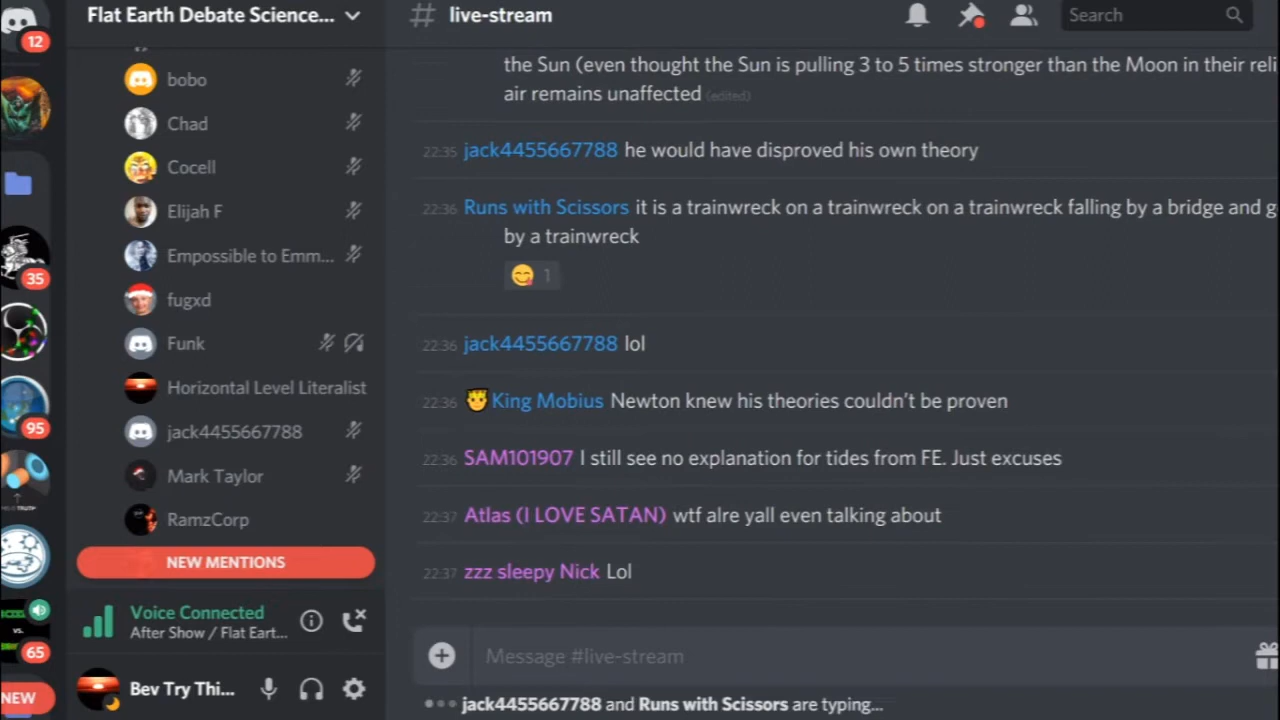 12
35
95
65
NEW
Flat Earth Debate Science...
bobo
Chad
Cocell
Elijah F
Empossible to Emm...
fugxd
Funk
Horizontal Level Literalist
jack4455667788
Mark Taylor
RamzCorp
NEW MENTIONS
Voice Connected
After Show / Flat Eart...
Bev Try Thi...
# live-stream
Search
the Sun (even thought the Sun is pulling 3 to 5 times stronger than the Moon in their reli
air remains unaffected (edited)
22:35 jack4455667788 he would have disproved his own theory
22:36 Runs with Scissors it is a trainwreck on a trainwreck on a trainwreck falling by a bridge and g
by a trainwreck
😋 1
22:36 jack4455667788 lol
22:36 King Mobius Newton knew his theories couldn't be proven
22:36 SAM101907 I still see no explanation for tides from FE. Just excuses
22:37 Atlas (I LOVE SATAN) wtf alre yall even talking about
22:37 zzz sleepy Nick Lol
Message #live-stream
jack4455667788 and Runs with Scissors are typing...